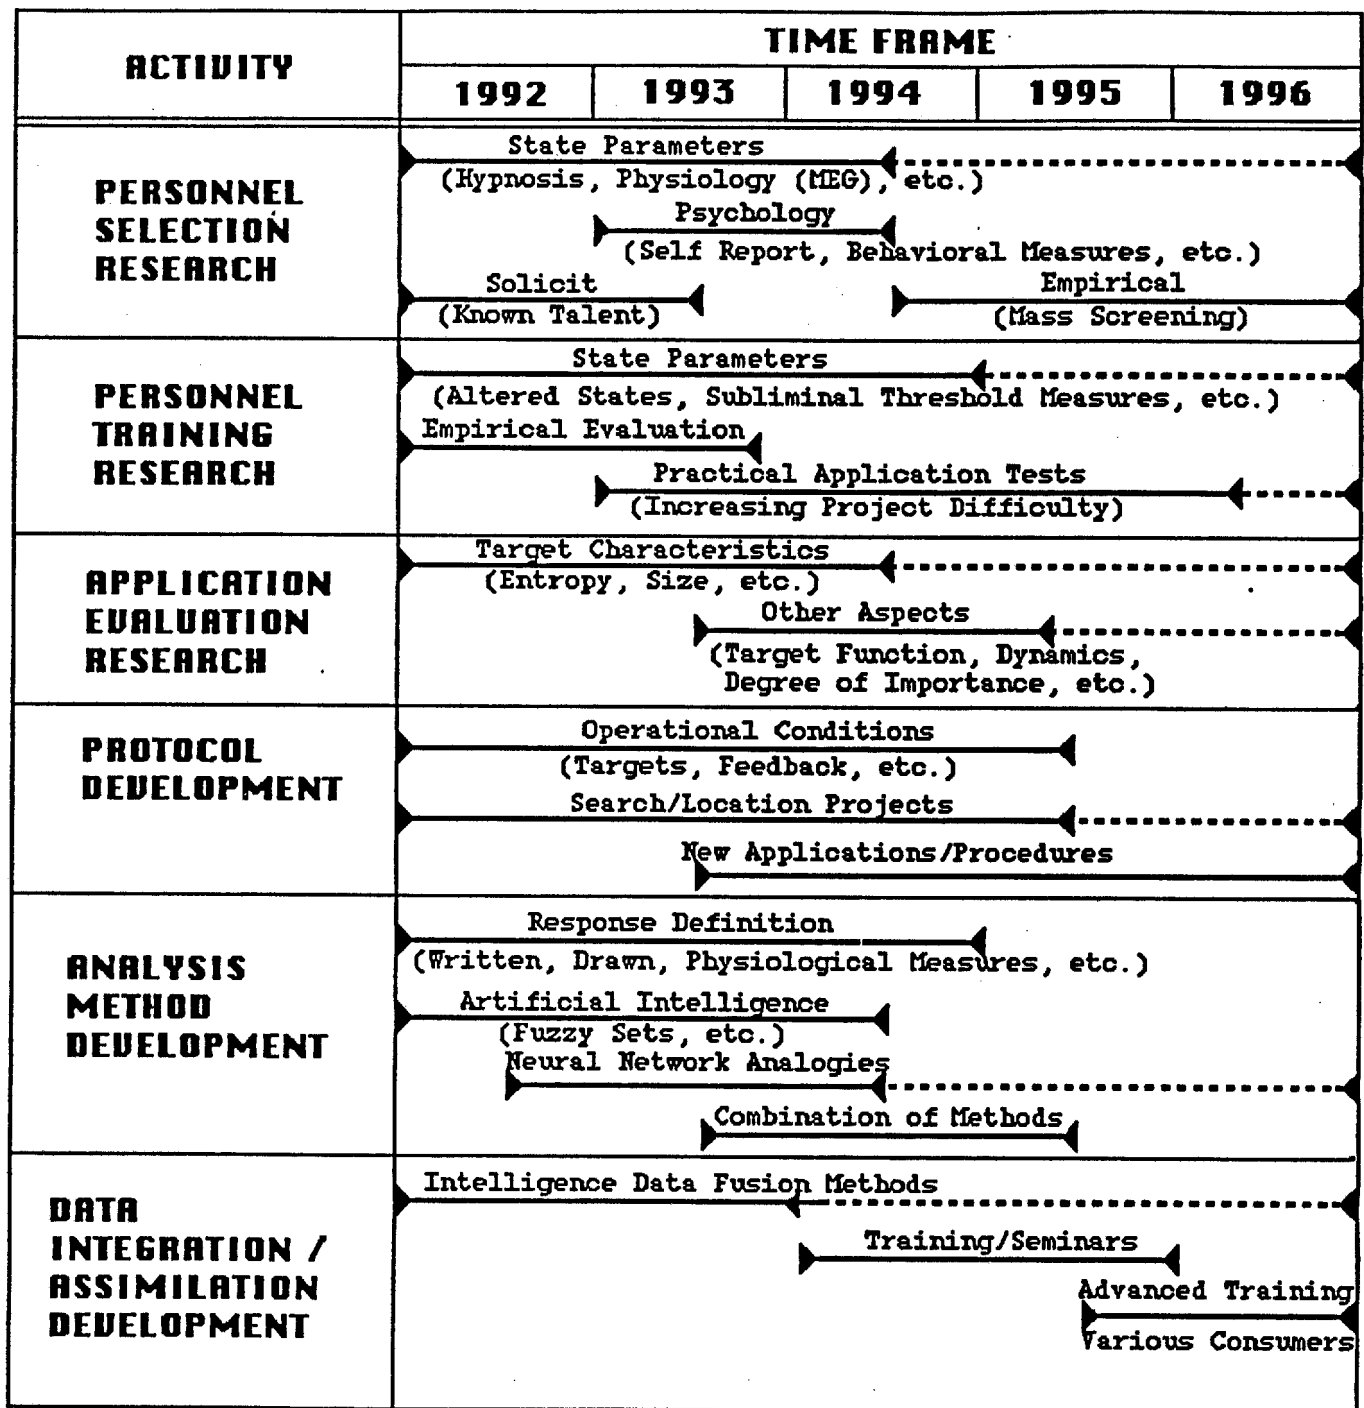 ACTIVITY
TIME FRAME
1992 1993 1994 1995 1996
PERSONNEL
SELECTION
RESEARCH
State Parameters
(Hypnosis, Physiology (MEG), etc.)
Psychology
(Self Report, Behavioral Measures, etc.)
Solicit
(Known Talent)
Empirical
(Mass Screening)
PERSONNEL
TRAINING
RESEARCH
State Parameters
(Altered States, Subliminal Threshold Measures, etc.)
Empirical Evaluation
Practical Application Tests
(Increasing Project Difficulty)
APPLICATION
EVALUATION
RESEARCH
Target Characteristics
(Entropy, Size, etc.)
Other Aspects
(Target Function, Dynamics,
Degree of Importance, etc.)
PROTOCOL
DEVELOPMENT
Operational Conditions
(Targets, Feedback, etc.)
Search/Location Projects
New Applications/Procedures
ANALYSIS
METHOD
DEVELOPMENT
Response Definition
(Written, Drawn, Physiological Measures, etc.)
Artificial Intelligence
(Fuzzy Sets, etc.)
Neural Network Analogies
Combination of Methods
DATA
INTEGRATION /
ASSIMILATION
DEVELOPMENT
Intelligence Data Fusion Methods
Training/Seminars
Advanced Training
Various Consumers